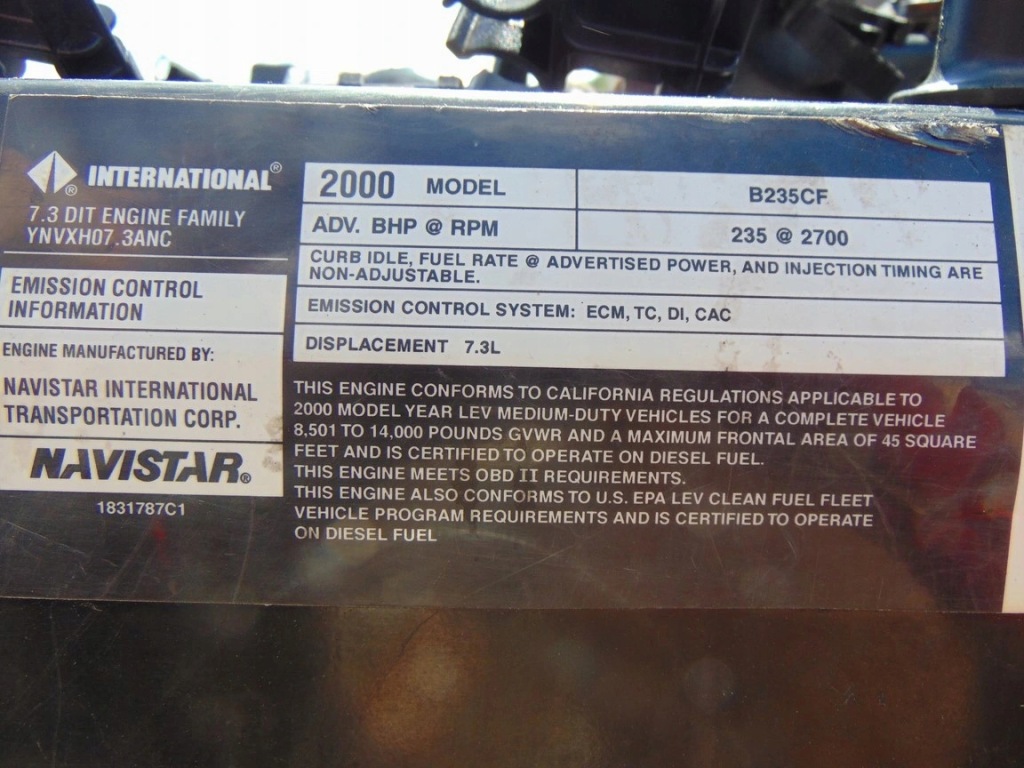 INTERNATIONAL®
®
7.3 DIT ENGINE FAMILY
YNVXH07.3ANC
EMISSION CONTROL
INFORMATION
ENGINE MANUFACTURED BY:
NAVISTAR INTERNATIONAL
TRANSPORTATION CORP.
NAVISTAR®
1831787C1
2000 MODEL B235CF
ADV. BHP @ RPM 235 @ 2700
CURB IDLE, FUEL RATE @ ADVERTISED POWER, AND INJECTION TIMING ARE
NON-ADJUSTABLE.
EMISSION CONTROL SYSTEM: ECM, TC, DI, CAC
DISPLACEMENT 7.3L
THIS ENGINE CONFORMS TO CALIFORNIA REGULATIONS APPLICABLE TO
2000 MODEL YEAR LEV MEDIUM-DUTY VEHICLES FOR A COMPLETE VEHICLE
8,501 TO 14,000 POUNDS GVWR AND A MAXIMUM FRONTAL AREA OF 45 SQUARE
FEET AND IS CERTIFIED TO OPERATE ON DIESEL FUEL.
THIS ENGINE MEETS OBD II REQUIREMENTS.
THIS ENGINE ALSO CONFORMS TO U.S. EPA LEV CLEAN FUEL FLEET
VEHICLE PROGRAM REQUIREMENTS AND IS CERTIFIED TO OPERATE
ON DIESEL FUEL